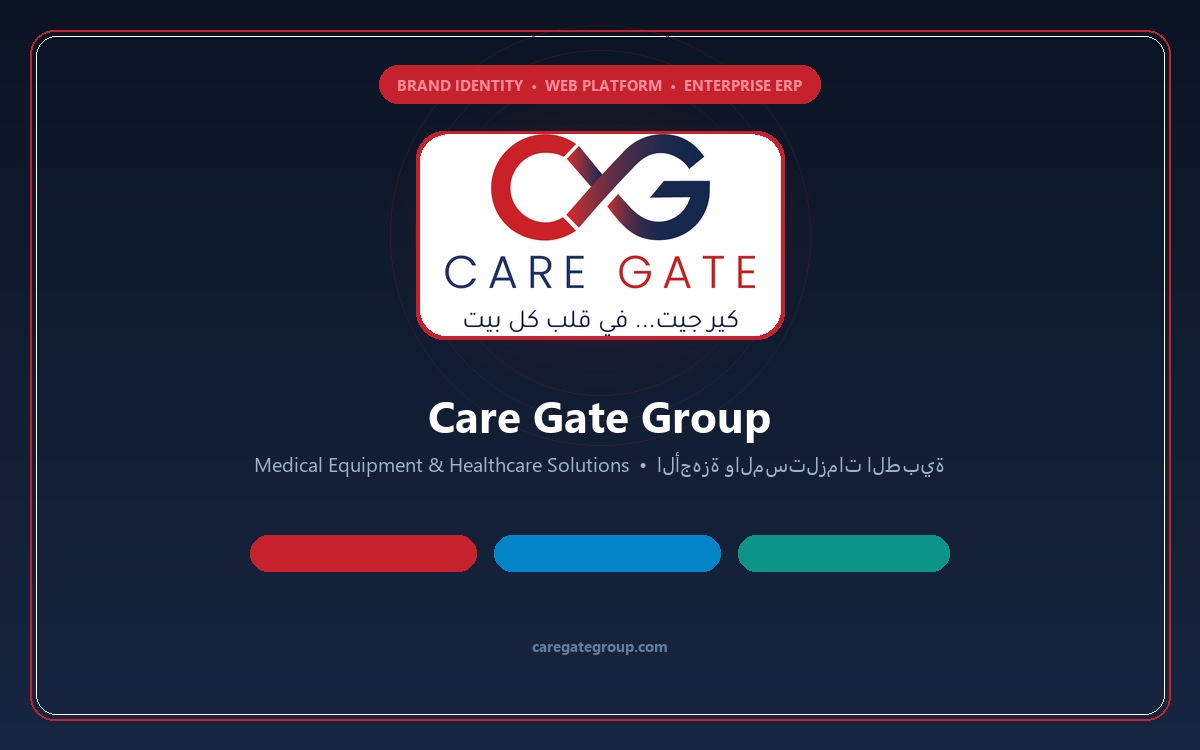 BRAND IDENTITY • WEB PLATFORM • ENTERPRISE ERP
CG
CARE GATE
كير جيت... في قلب كل بيت
Care Gate Group
Medical Equipment & Healthcare Solutions • الأجهزة والمستلزمات الطبية
caregategroup.com